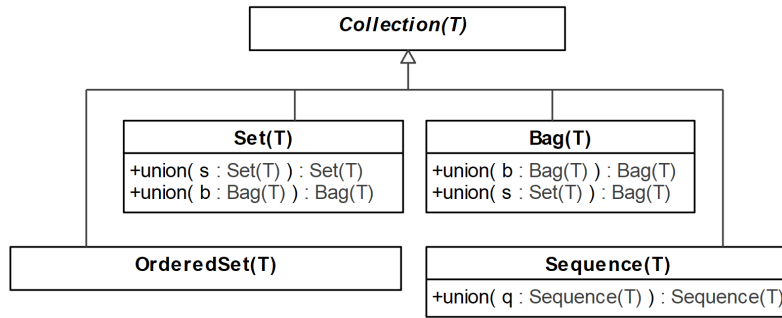 Collection(T)
Set(T)
+union( s : Set(T) ) : Set(T)
+union( b : Bag(T) ) : Bag(T)
Bag(T)
+union( b : Bag(T) ) : Bag(T)
+union( s : Set(T) ) : Bag(T)
OrderedSet(T)
Sequence(T)
+union( q : Sequence(T) ) : Sequence(T)